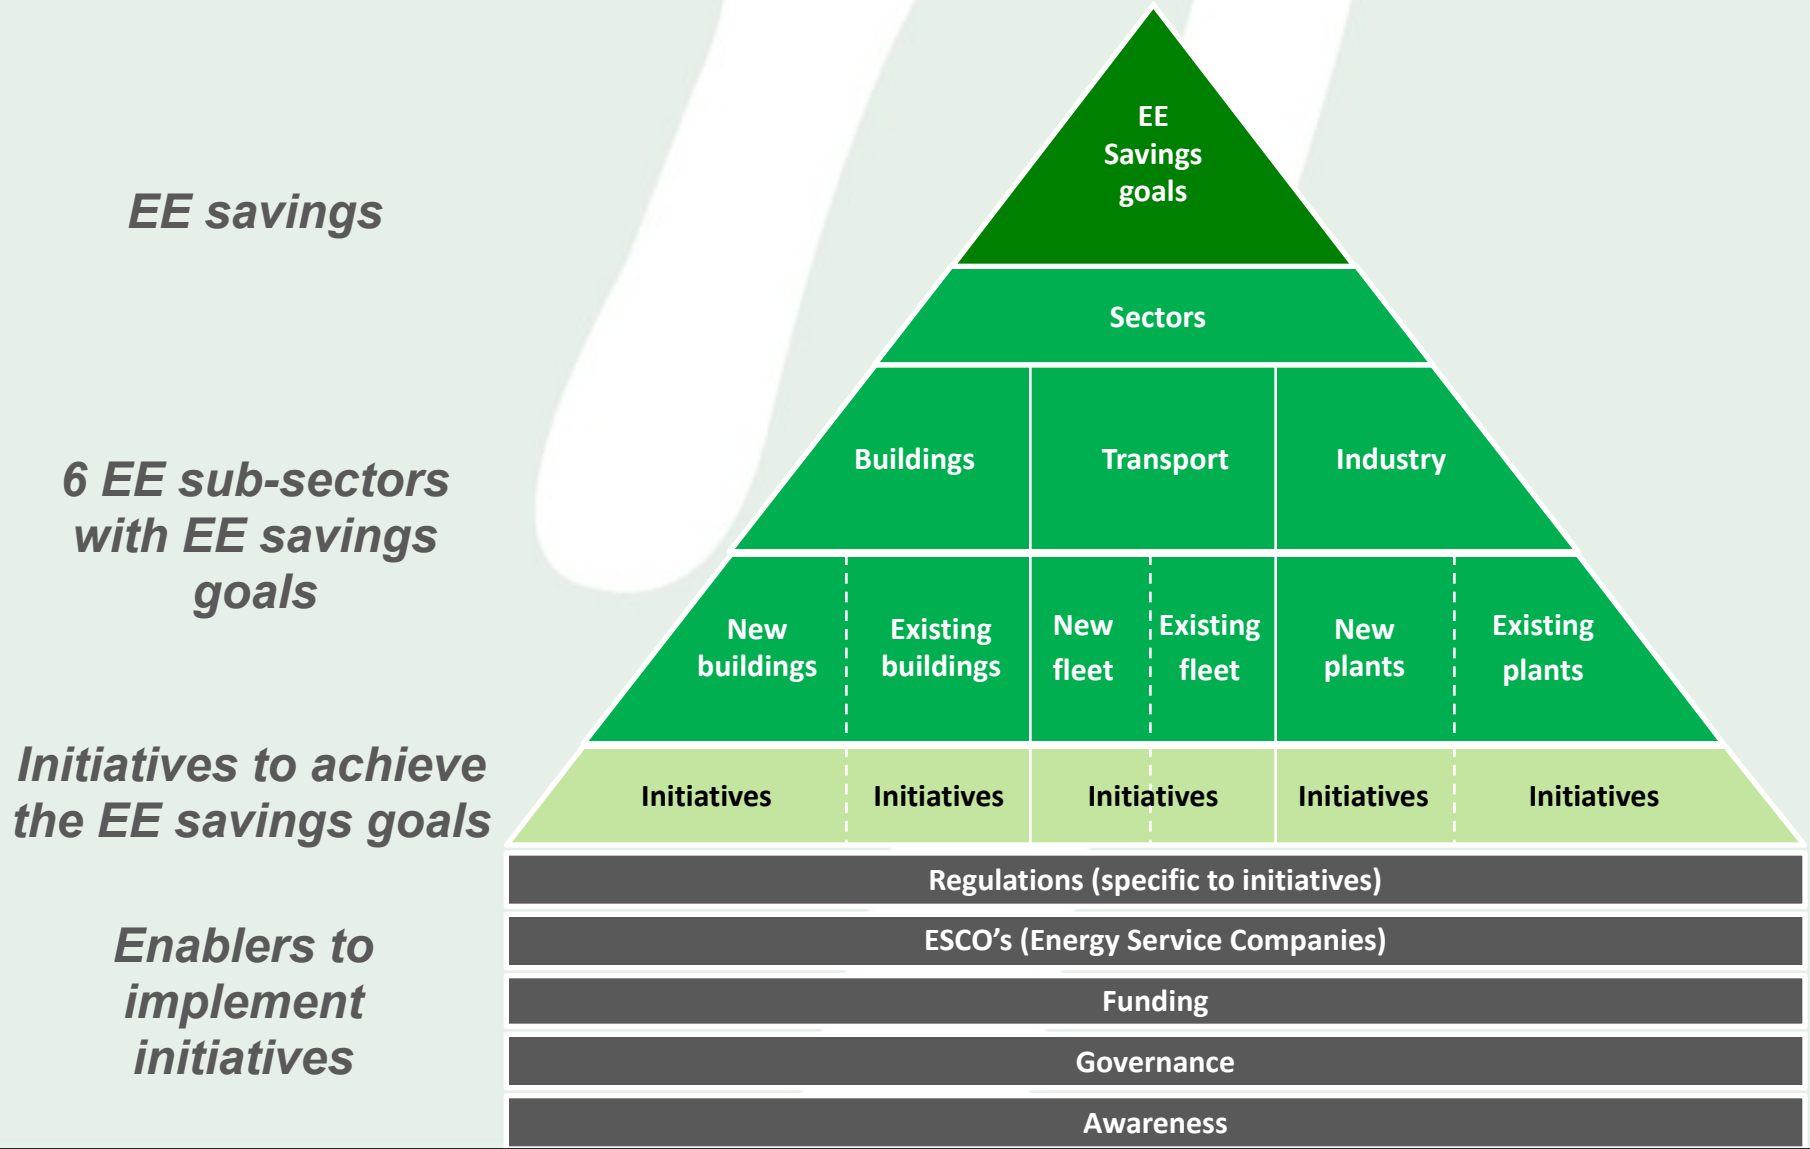 EE savings
6 EE sub-sectors
with EE savings
goals
Initiatives to achieve
the EE savings goals
Enablers to
implement
initiatives
EE
Savings
goals
Sectors
Buildings
Transport
Industry
New
buildings
Existing
buildings
New
fleet
Existing
fleet
New
plants
Existing
plants
Initiatives
Initiatives
Initiatives
Initiatives
Initiatives
Regulations (specific to initiatives)
ESCO’s (Energy Service Companies)
Funding
Governance
Awareness